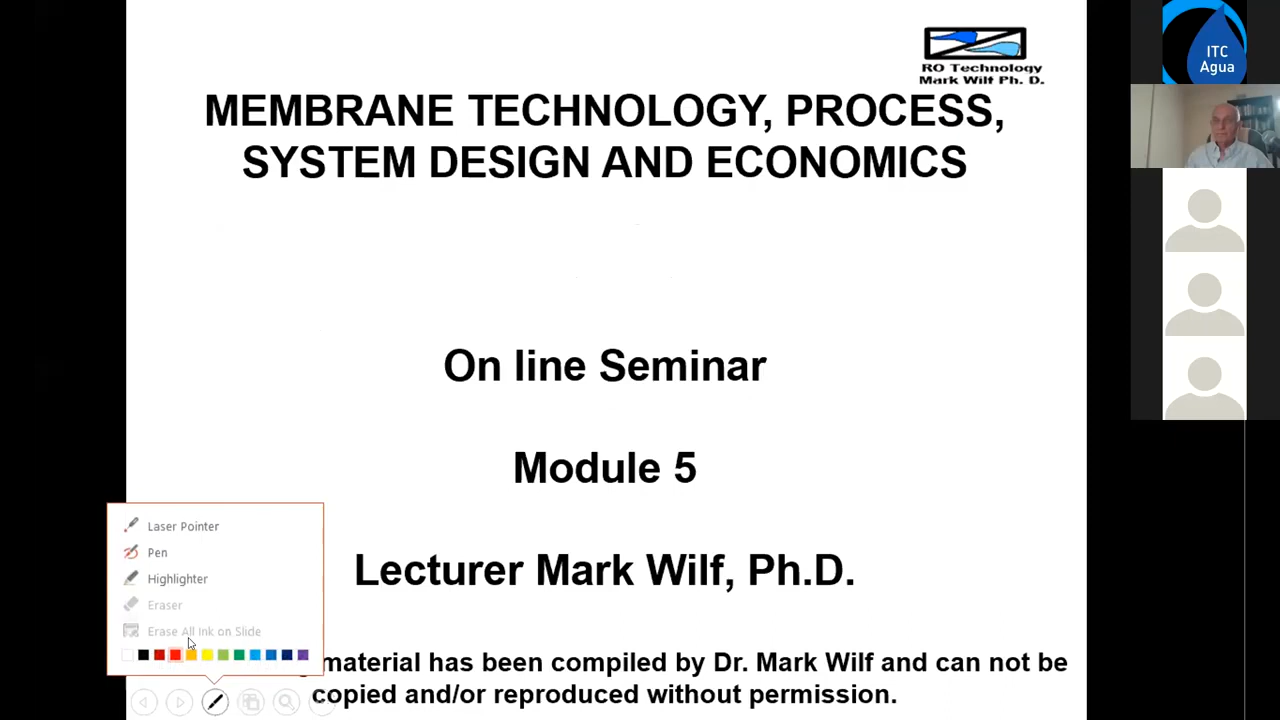 RO Technology
Mark Wilf Ph. D.
ITC
Agua
MEMBRANE TECHNOLOGY, PROCESS,
SYSTEM DESIGN AND ECONOMICS
On line Seminar
Module 5
Lecturer Mark Wilf, Ph.D.
Laser Pointer
Pen
Highlighter
Eraser
Erase All Ink on Slide
material has been compiled by Dr. Mark Wilf and can not be
copied and/or reproduced without permission.